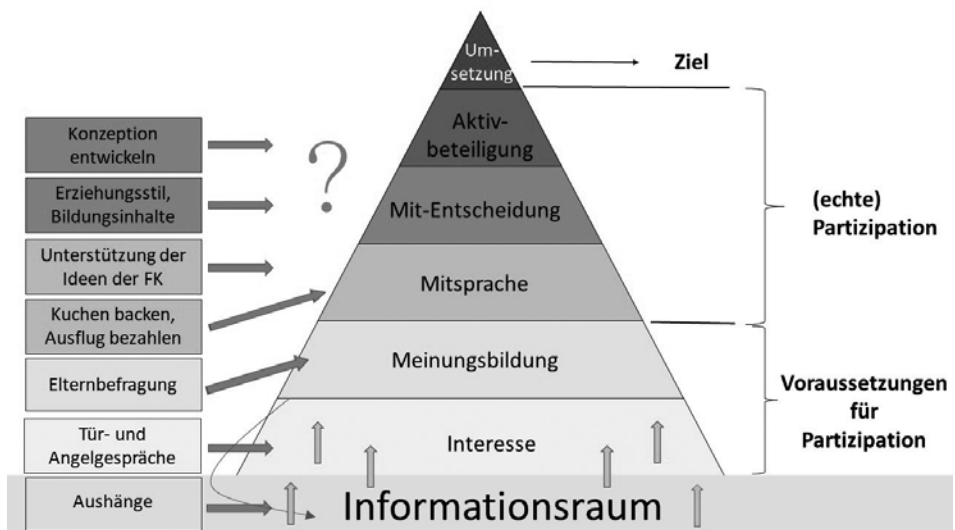 Um-
setzung
Ziel
Aktiv-
beteiligung
Mit-Entscheidung
Mitsprache
Meinungsbildung
Interesse
Informationsraum
Konzeption
entwickeln
Erziehungsstil,
Bildungsinhalte
Unterstützung der
Ideen der FK
Kuchen backen,
Ausflug bezahlen
Elternbefragung
Tür- und
Angelgespräche
Aushänge
?
(echte)
Partizipation
Voraussetzungen
für
Partizipation